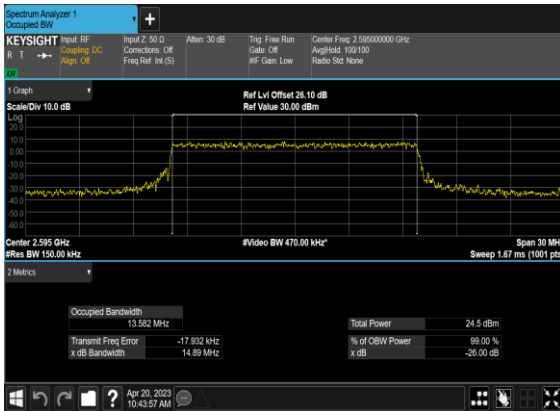 Spectrum Analyzer 1
Occupied BW
+
KEYSIGHT
R T
LW
Input: RF
Coupling: DC
Align: Off
Input Z: 50 Ω
Corrections: Off
Freq Ref: Int (S)
Atten: 30 dB
Trig: Free Run
Gate: Off
#IF Gain: Low
Center Freq: 2.595000000 GHz
Avg|Hold: 100/100
Radio Std: None
1 Graph
Scale/Div 10.0 dB
Ref Lvl Offset 26.10 dB
Ref Value 30.00 dBm
Log
20.0
10.0
0.00
-10.0
-20.0
-30.0
-40.0
-50.0
-60.0
Center 2.595 GHz
#Res BW 150.00 kHz
#Video BW 470.00 kHz*
Span 30 MH
Sweep 1.67 ms (1001 pts
2 Metrics
Occupied Bandwidth
13.582 MHz
Transmit Freq Error -17.932 kHz
x dB Bandwidth 14.89 MHz
Total Power 24.5 dBm
% of OBW Power 99.00 %
x dB -26.00 dB
?
Apr 20, 2023
10:43:57 AM